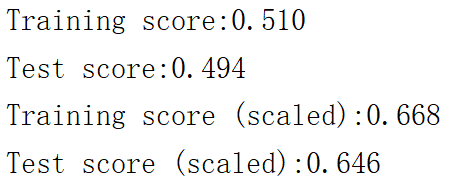 Training score:0.510
Test score:0.494
Training score (scaled):0.668
Test score (scaled):0.646